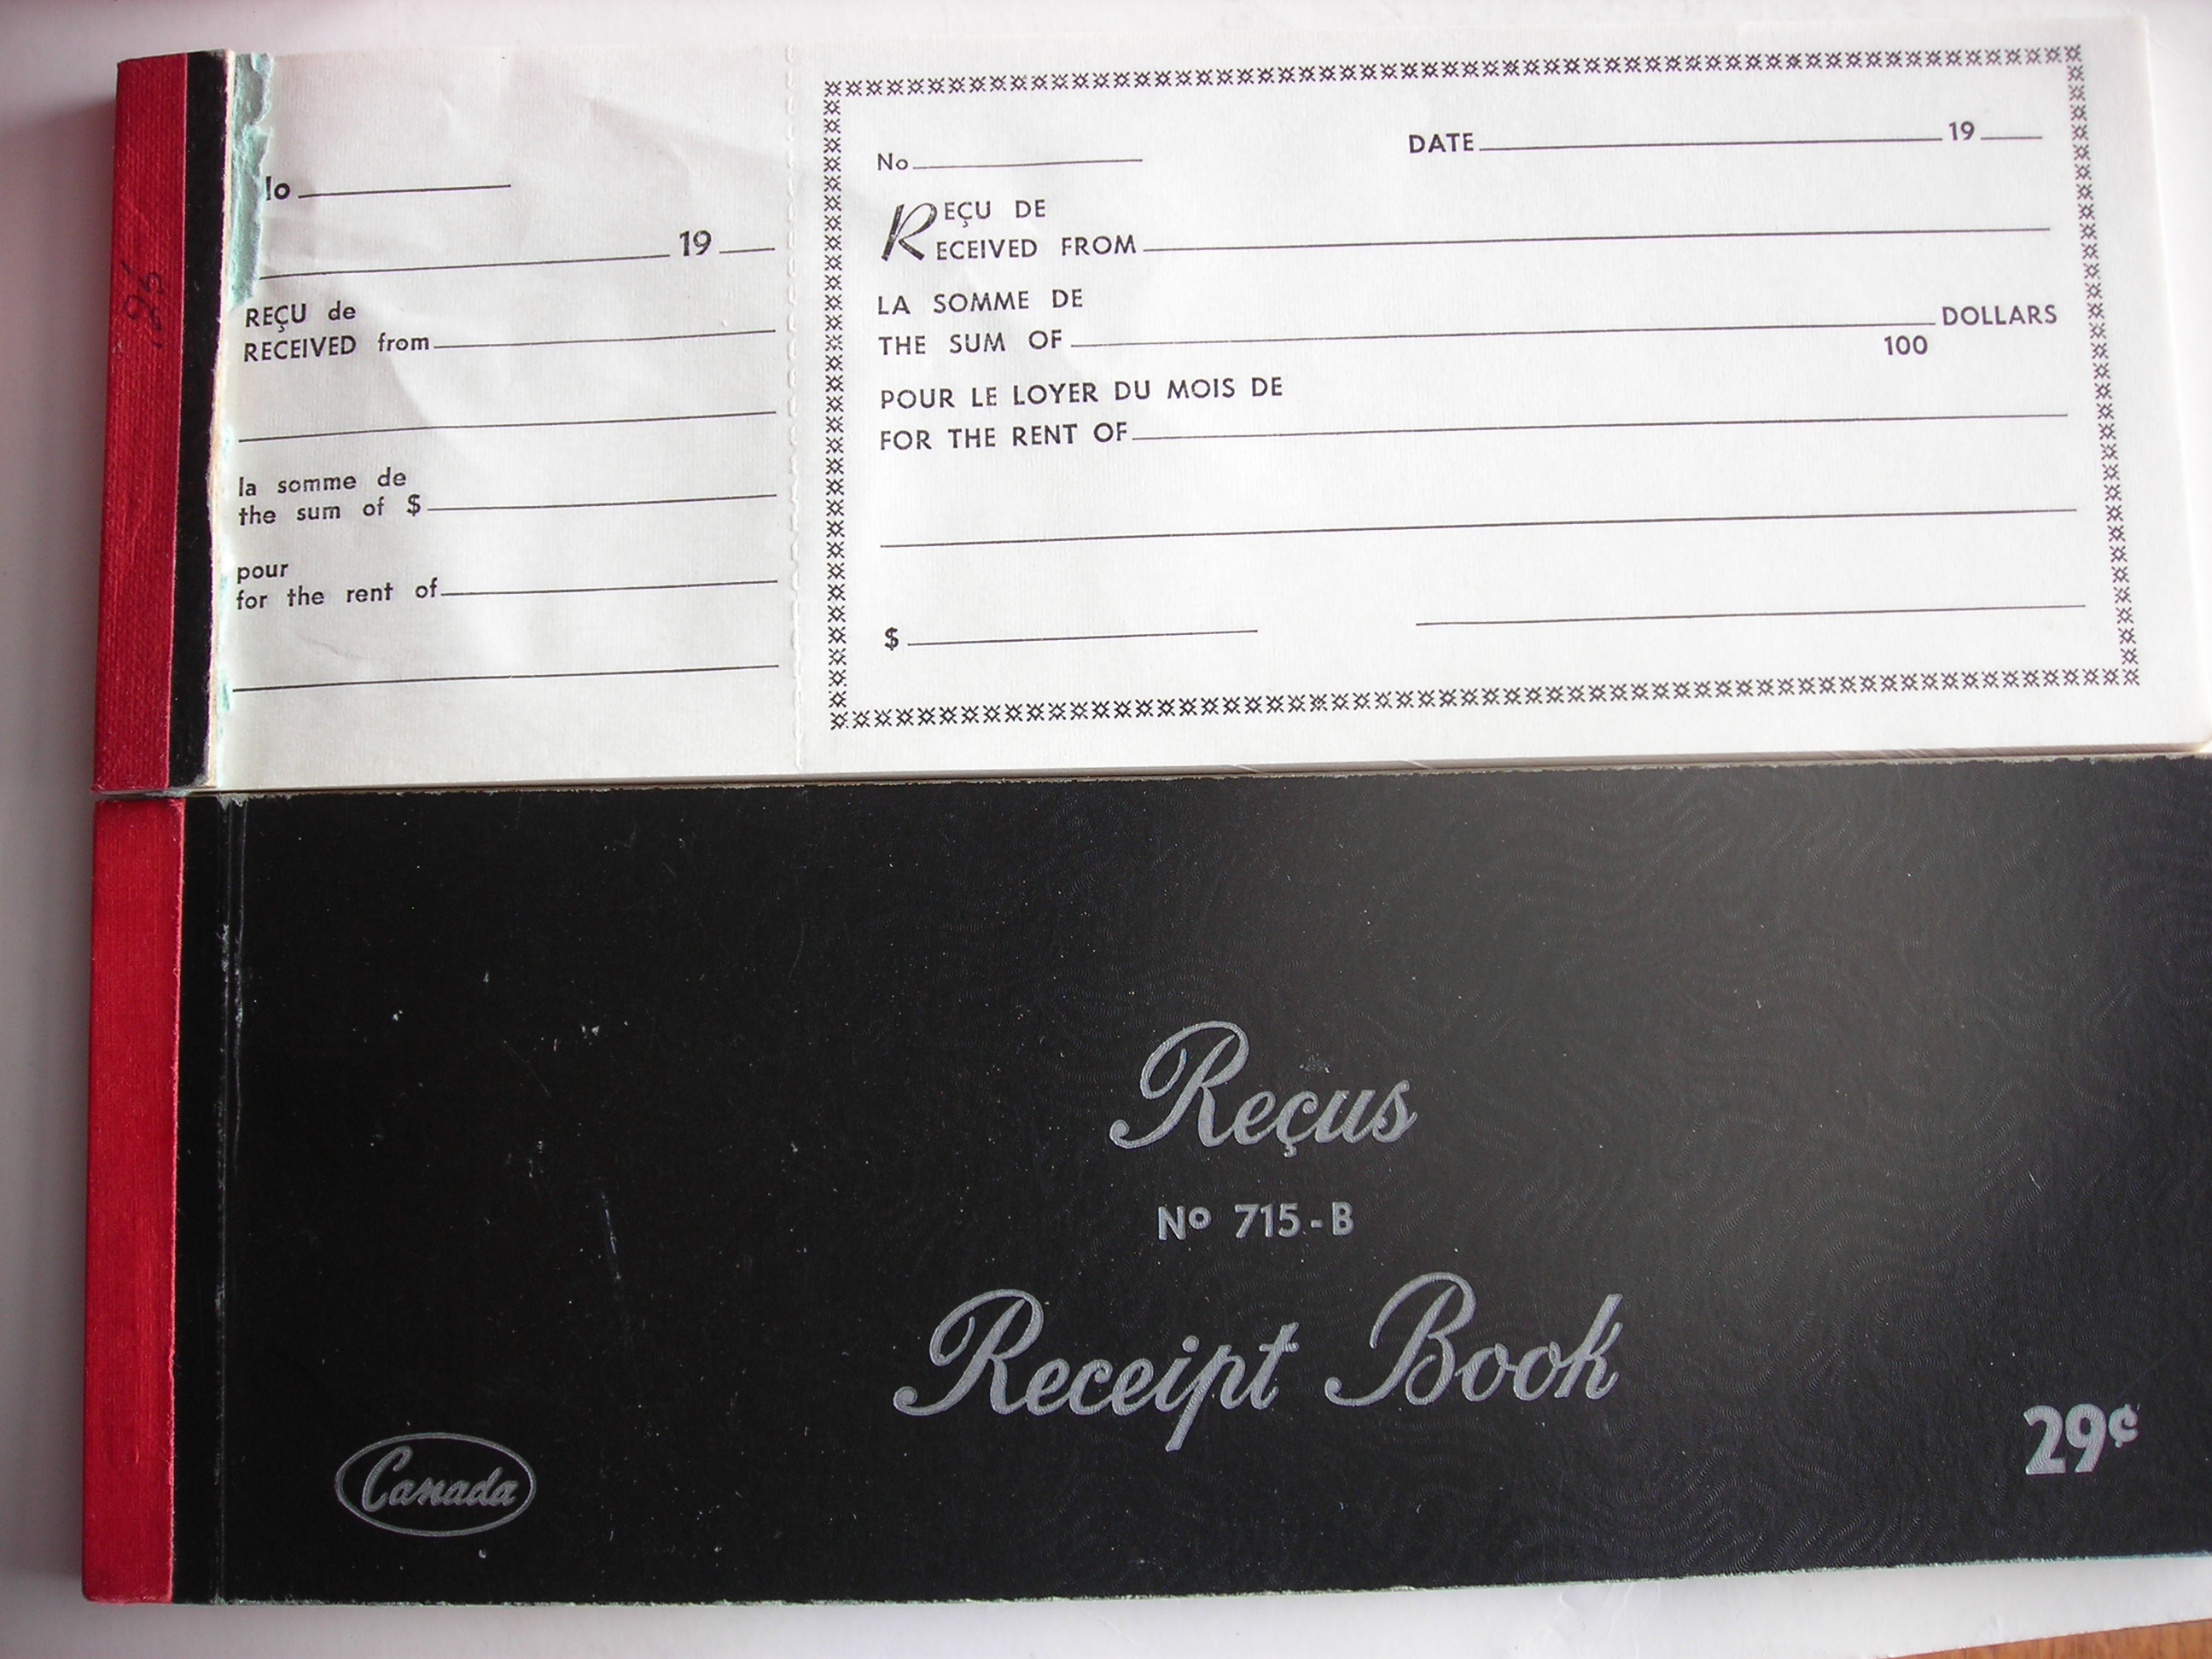 .25
lo
19
REÇU de
RECEIVED from
la somme de
the sum of $
pour
for the rent of
No
DATE 19
REÇU DE
RECEIVED FROM
LA SOMME DE
THE SUM OF DOLLARS
100
POUR LE LOYER DU MOIS DE
FOR THE RENT OF
$
Reçus
No 715-B
Receipt Book
Canada
29¢